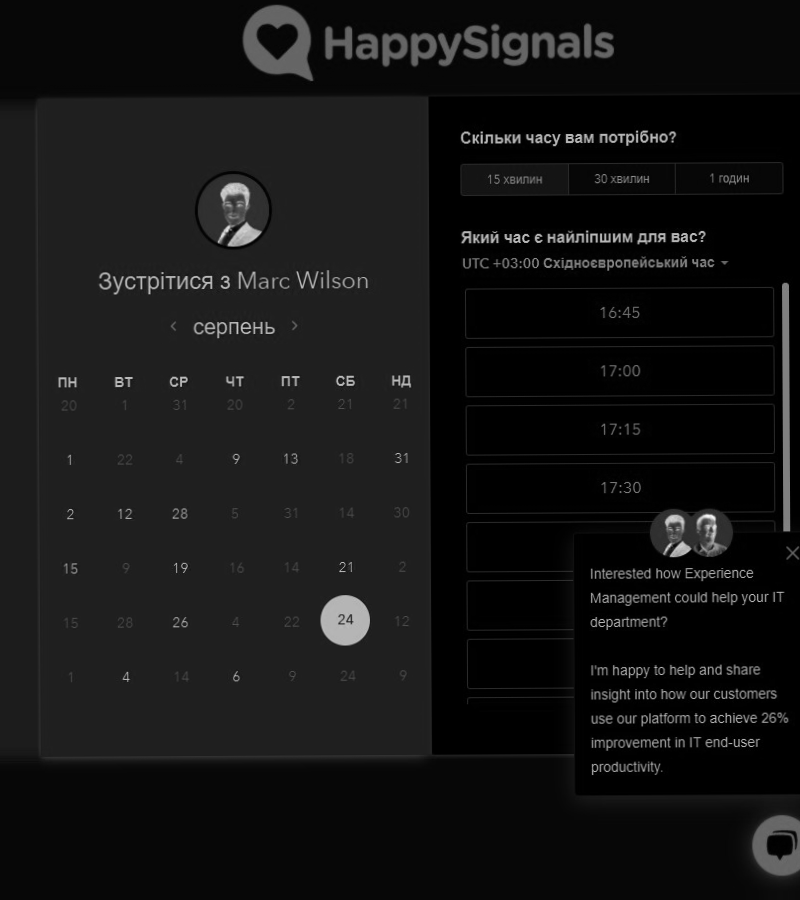 HappySignals
Зустрітися з Marc Wilson
серпень
ПН ВТ СР ЧТ ПТ СБ НД
20 1 31 20 2 21 21
1 22 4 9 13 18 31
2 12 28 5 31 14 30
15 9 19 16 14 21 2
15 28 26 4 22 24 12
1 4 14 6 9 24 9
Скільки часу вам потрібно?
15 хвилин 30 хвилин 1 годин
Який час є найліпшим для вас?
UTC +03:00 Східноєвропейський час
16:45
17:00
17:15
17:30
Interested how Experience
Management could help your IT
department?
I'm happy to help and share
insight into how our customers
use our platform to achieve 26%
improvement in IT end-user
productivity.